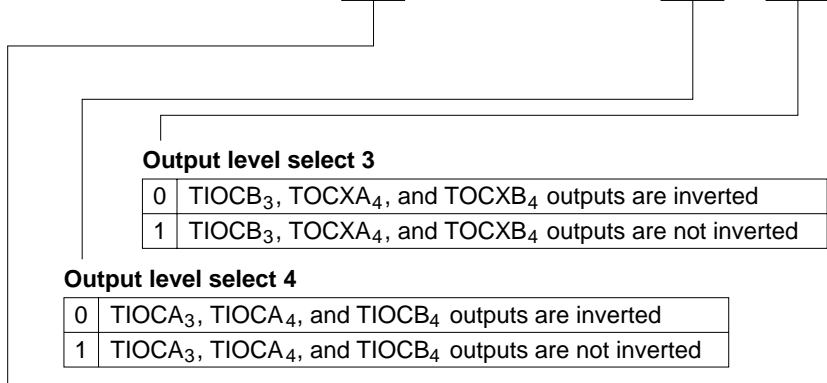 Output level select 3
0 TIOCB₃, TOCXA₄, and TOCXB₄ outputs are inverted
1 TIOCB₃, TOCXA₄, and TOCXB₄ outputs are not inverted
Output level select 4
0 TIOCA₃, TIOCA₄, and TIOCB₄ outputs are inverted
1 TIOCA₃, TIOCA₄, and TIOCB₄ outputs are not inverted